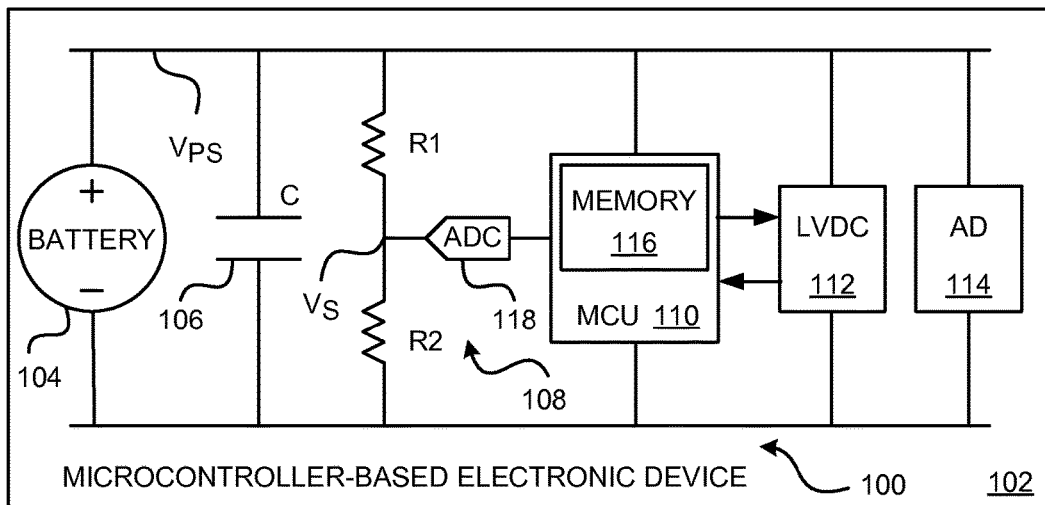 VPS
R1
C
MEMORY
116
ADC
LVDC
112
AD
114
+
BATTERY
−
106
VS
118
MCU 110
R2
104
108
MICROCONTROLLER-BASED ELECTRONIC DEVICE
100
102